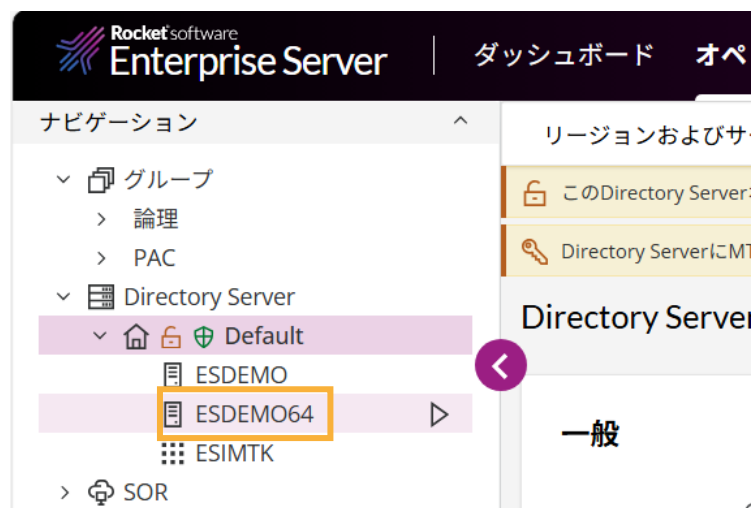 Rocket software
Enterprise Server
ダッシュボード
オペ
ナビゲーション
グループ
論理
PAC
Directory Server
Default
ESDEMO
ESDEMO64
ESIMTK
SOR
リージョンおよびサ
このDirectory Server
Directory ServerにMT
Directory Server
一般